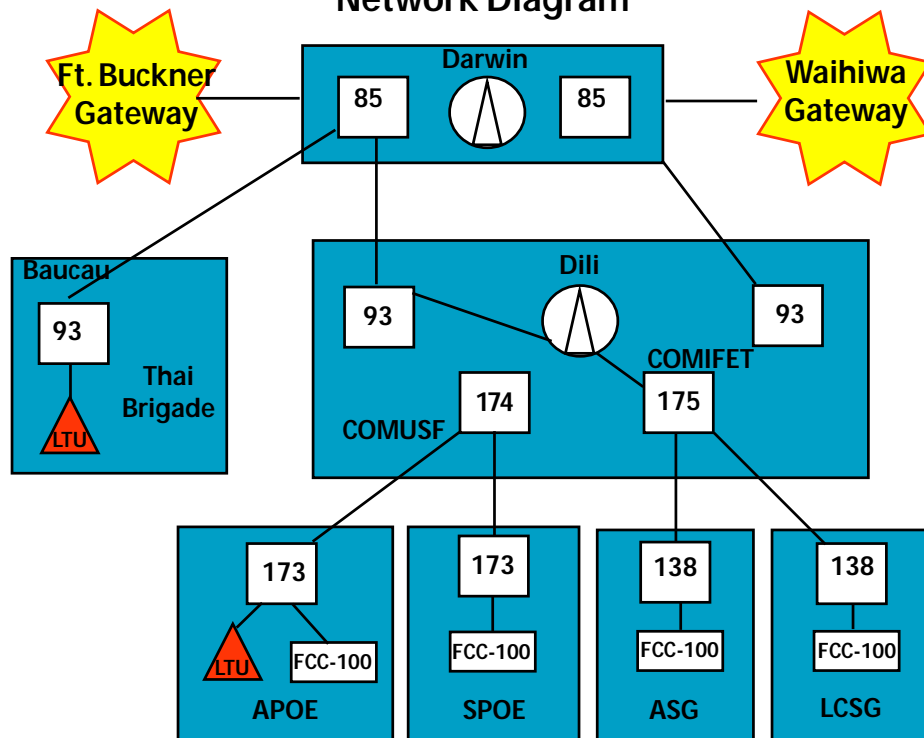 Network Diagram
Ft. Buckner
Gateway
Darwin
85
85
Waihiwa
Gateway
Baucau
93
Thai
Brigade
LTU
Dili
93
93
COMIFET
174
175
COMUSF
173
LTU
FCC-100
APOE
173
FCC-100
SPOE
138
FCC-100
ASG
138
FCC-100
LCSG